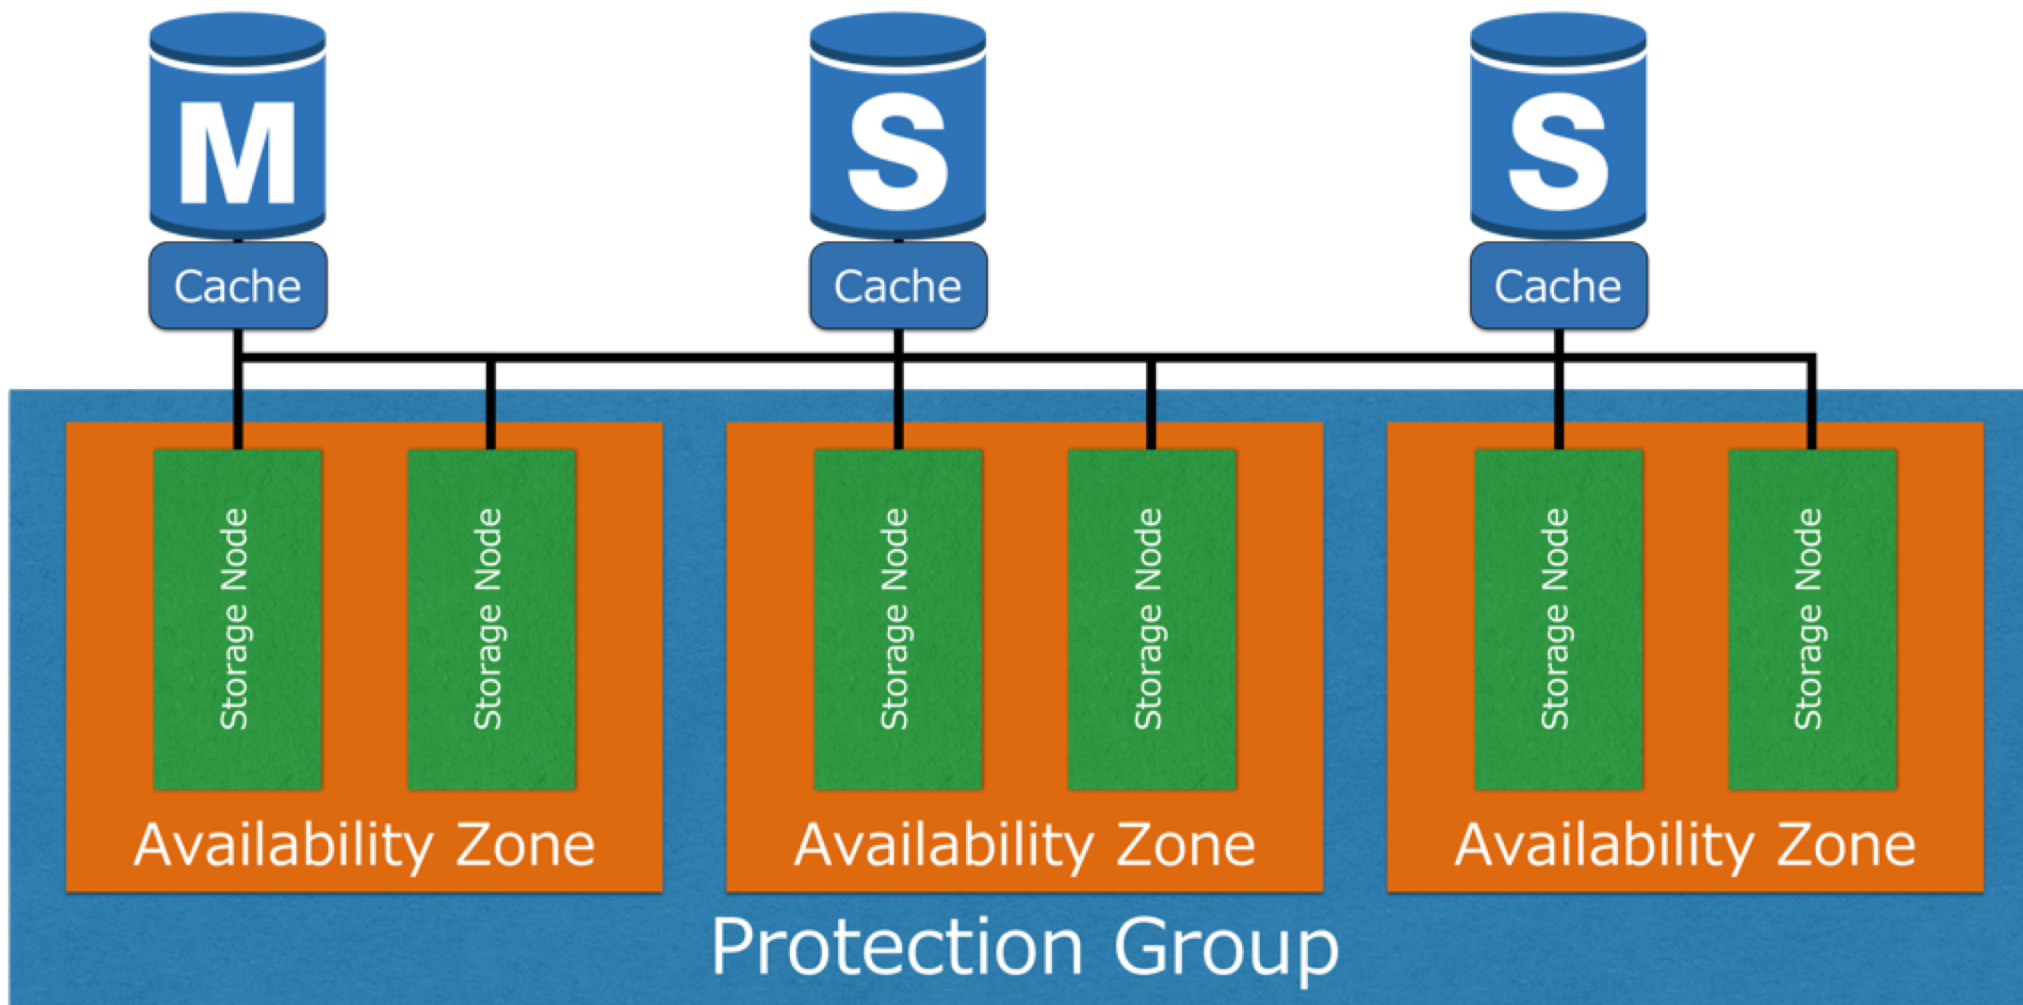 M
S
S
Cache
Cache
Cache
Storage Node
Storage Node
Storage Node
Storage Node
Storage Node
Storage Node
Availability Zone
Availability Zone
Availability Zone
Protection Group